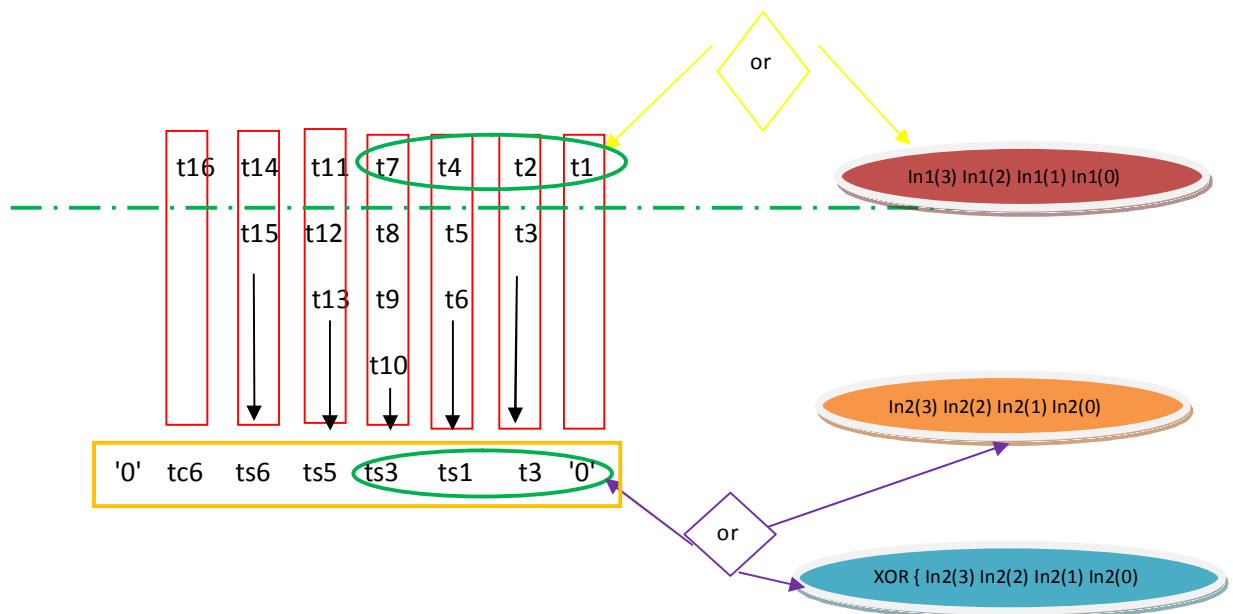 or
t16 t14 t11 t7 t4 t2 t1
In1(3) In1(2) In1(1) In1(0)
t15 t12 t8 t5 t3
t13 t9 t6
t10
In2(3) In2(2) In2(1) In2(0)
'0' tc6 ts6 ts5 ts3 ts1 t3 '0'
or
XOR { In2(3) In2(2) In2(1) In2(0)